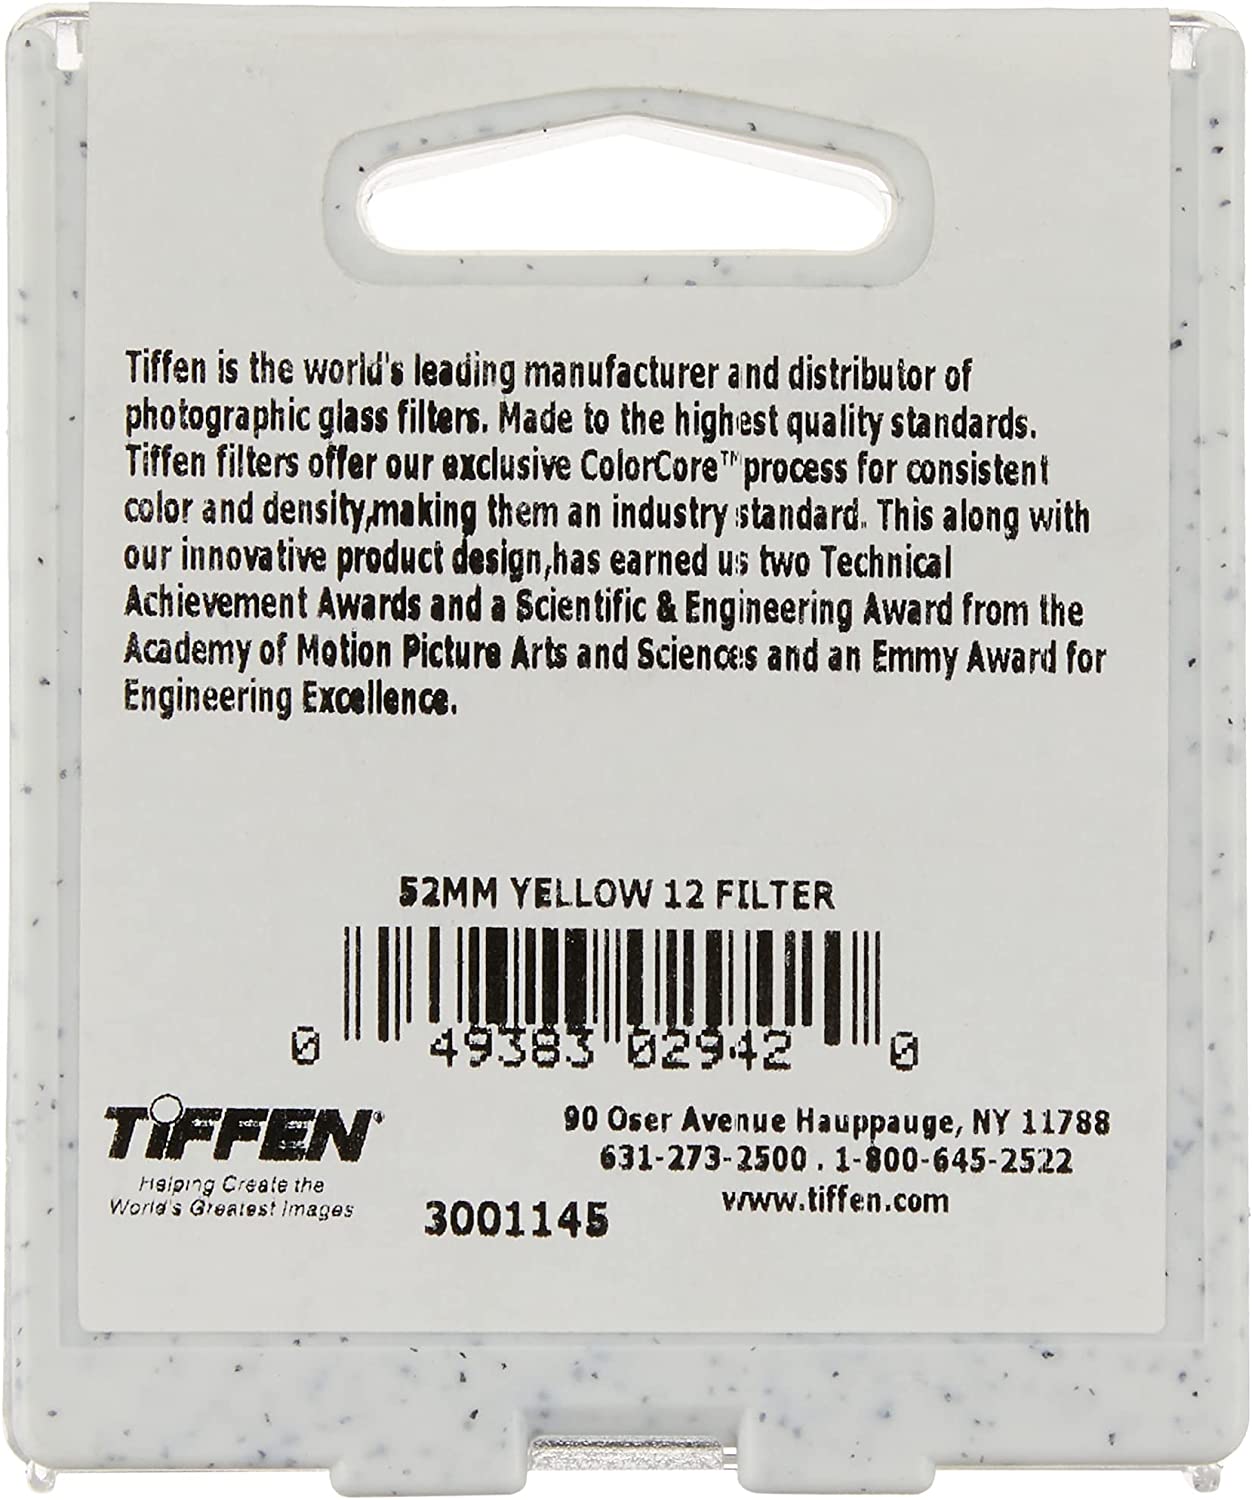 Tiffen is the world's leading manufacturer and distributor of
photographic glass filters. Made to the highest quality standards.
Tiffen filters offer our exclusive ColorCore™ process for consistent
color and density,making them an industry standard. This along with
our innovative product design,has earned us two Technical
Achievement Awards and a Scientific & Engineering Award from the
Academy of Motion Picture Arts and Sciences and an Emmy Award for
Engineering Excellence.
52MM YELLOW 12 FILTER
0 49383 02942 0
TiFFEN®
Helping Create the
World's Greatest Images
3001145
90 Oser Avenue Hauppauge, NY 11788
631-273-2500 . 1-800-645-2522
www.tiffen.com